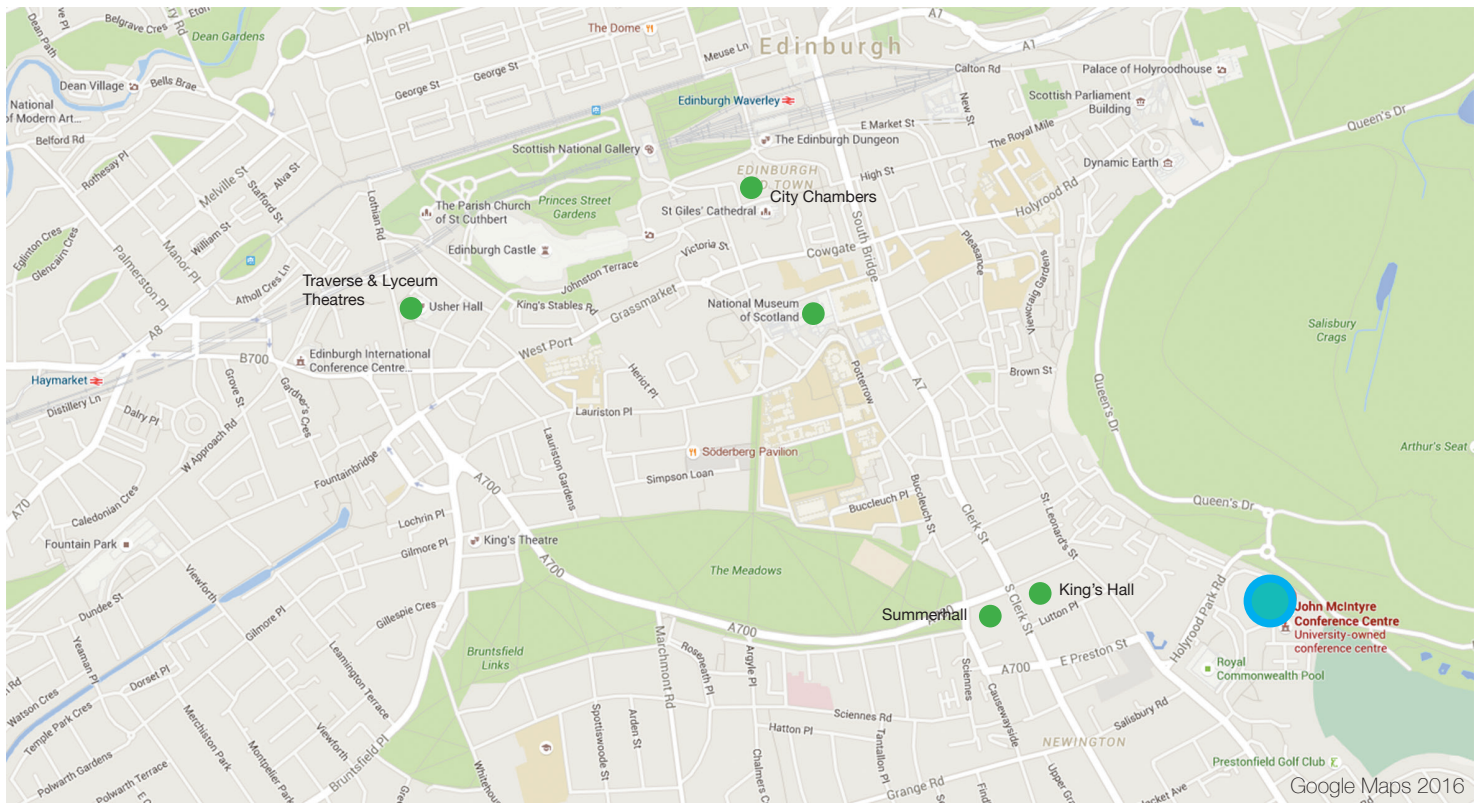 Belgrave Cres
Eton
Dean Path
Dean Gardens
Albyn Pl
The Dome
Meuse Ln
Edinburgh
A1
A1
George St
George St
Calton Rd
Palace of Holyroodhouse
Dean Village
Bells Brae
National
of Modern Art...
Edinburgh Waverley
New St
Scottish Parliament
Building
Queen's Dr
Belford Rd
E Market St
The Royal Mile
Rothesay Pl
Scottish National Gallery
The Edinburgh Dungeon
Melville St
Stafford St
Alva St
EDINBURGH
High St
Dynamic Earth
Lothian Rd
The Parish Church
of St Cuthbert
Princes Street
Gardens
City Chambers
St Giles' Cathedral
Holyrood Rd
Eglinton Cres
Glencairn Cres
William St
Manor Pl
Palmerston Pl
Edinburgh Castle
Victoria St
Cowgate
South Bridge
Pleasance
Viewcraig Gardens
Atholl Cres Ln
Johnston Terrace
Traverse & Lyceum
Theatres
Usher Hall
King's Stables Rd
Grassmarket
National Museum
of Scotland
Salisbury
Crags
A8
B700
Edinburgh International
Conference Centre...
West Port
Haymarket
Distillery Ln
Dalry Pl
Grove St
Gardner's Cres
Heriot Pl
Potterrow
A7
Brown St
Queen's Dr
Lauriston Pl
W Approach Rd
Lauriston Gardens
Söderberg Pavilion
Arthur's Seat
Fountainbridge
A70
A700
Simpson Loan
Caledonian Cres
Buccleuch Pl
Buccleuch St
Clerk St
St. Leonard's St
Queen's Dr
Lochrin Pl
Fountain Park
Gilmore Pl
King's Theatre
A700
The Meadows
Viewforth
Dundee St
Gilmore Pl
Gillespie Cres
King's Hall
S Clerk St
Lutton Pl
Summerhall
A700
Holyrood Park Rd
John McIntyre
Conference Centre
University-owned
conference centre
A700
Marchmont Rd
Roseneath Pl
Argyle Pl
Bruntsfield
Links
Yeaman Pl
Dorset Pl
Leamington Terrace
Sciennes
A700
E Preston St
Royal
Commonwealth Pool
Watson Cres
Temple Park Cres
Merchiston Park
Viewforth
Spottiswoode St
Arden St
Sciennes Rd
Hatton Pl
Causewayside
Salisbury Rd
Tantallon Pl
NEWINGTON
Polwarth Gardens
Polwarth Terrace
Montpelier Park
Bruntsfield Pl
Whitehouse
Chalmers C
Grange Rd
Upper Gra
Prestonfield Golf Club
Google Maps 2016